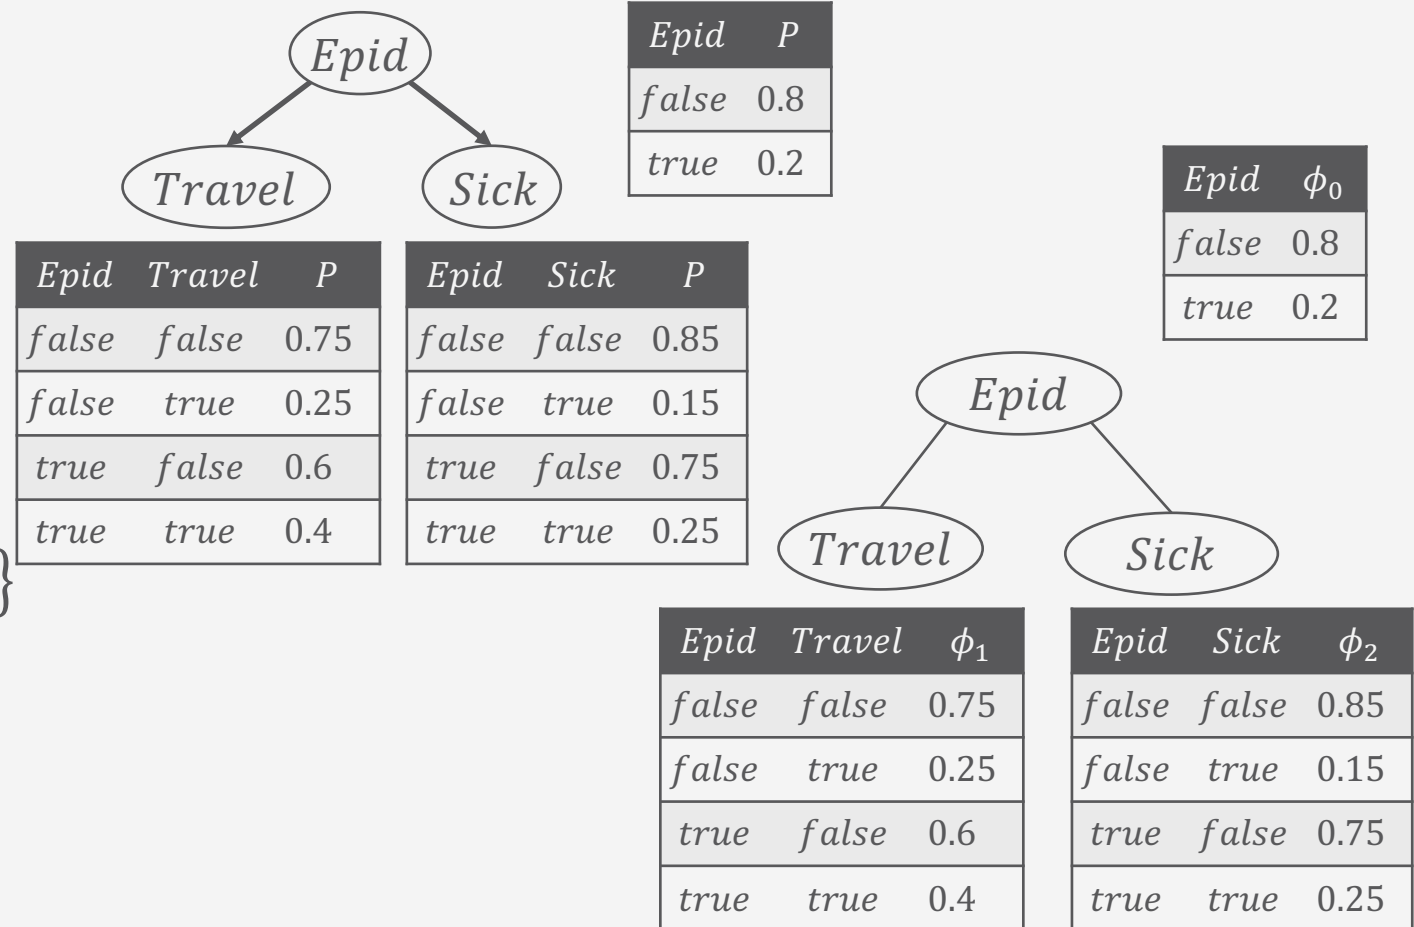 Epid
Travel
Sick
Epid P
false 0.8
true 0.2
Epid Travel P
false false 0.75
false true 0.25
true false 0.6
true true 0.4
Epid Sick P
false false 0.85
false true 0.15
true false 0.75
true true 0.25
}
Epid ϕ₀
false 0.8
true 0.2
Epid
Travel
Sick
Epid Travel ϕ₁
false false 0.75
false true 0.25
true false 0.6
true true 0.4
Epid Sick ϕ₂
false false 0.85
false true 0.15
true false 0.75
true true 0.25